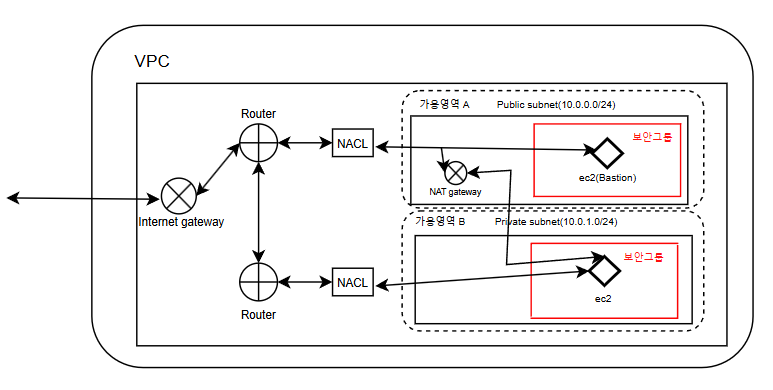 VPC
가용영역 A
Public subnet(10.0.0.0/24)
Router
보안그룹
NACL
ec2(Bastion)
NAT gateway
Internet gateway
가용영역 B
Private subnet(10.0.1.0/24)
보안그룹
NACL
ec2
Router